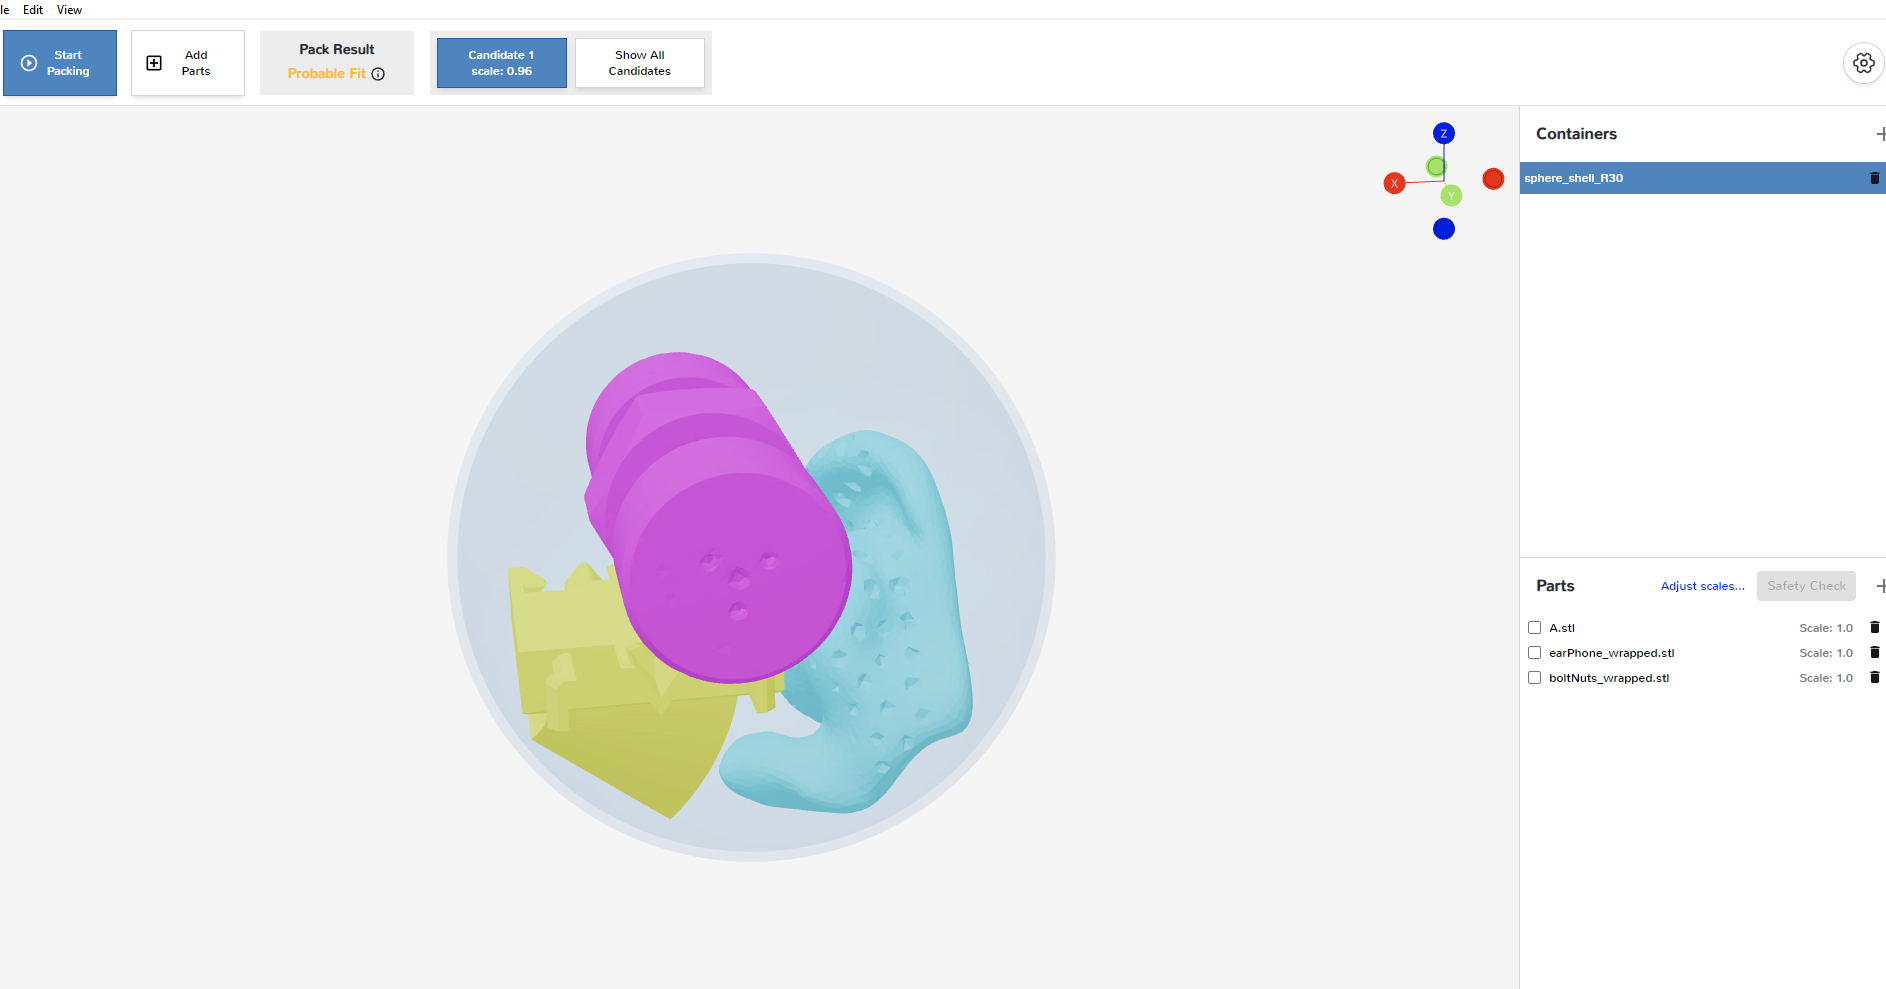 le Edit View
Start
Packing
Add
Parts
Pack Result
Probable Fit
Candidate 1
scale: 0.96
Show All
Candidates
Z
X
Y
Containers
sphere_shell_R30
Parts Adjust scales... Safety Check
A.stl Scale: 1.0
earPhone_wrapped.stl Scale: 1.0
boltNuts_wrapped.stl Scale: 1.0